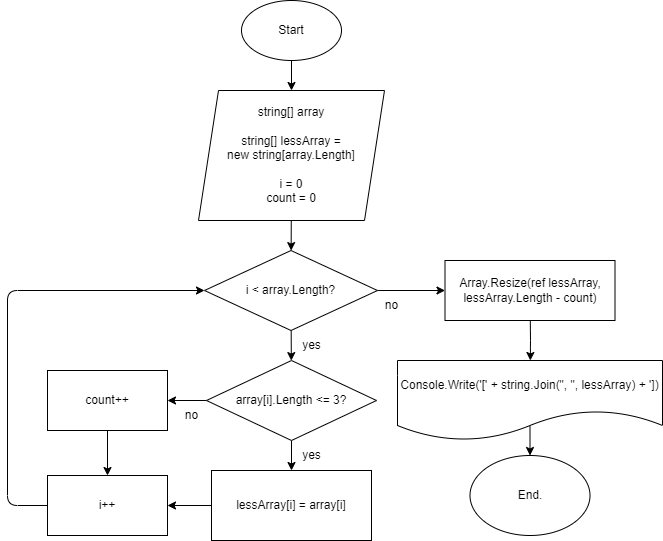 Start
string[] array
string[] lessArray =
new string[array.Length]
i = 0
count = 0
i < array.Length?
no
Array.Resize(ref lessArray,
lessArray.Length - count)
yes
count++
no
array[i].Length <= 3?
Console.Write('[' + string.Join(", ", lessArray) + '])
yes
i++
lessArray[i] = array[i]
End.